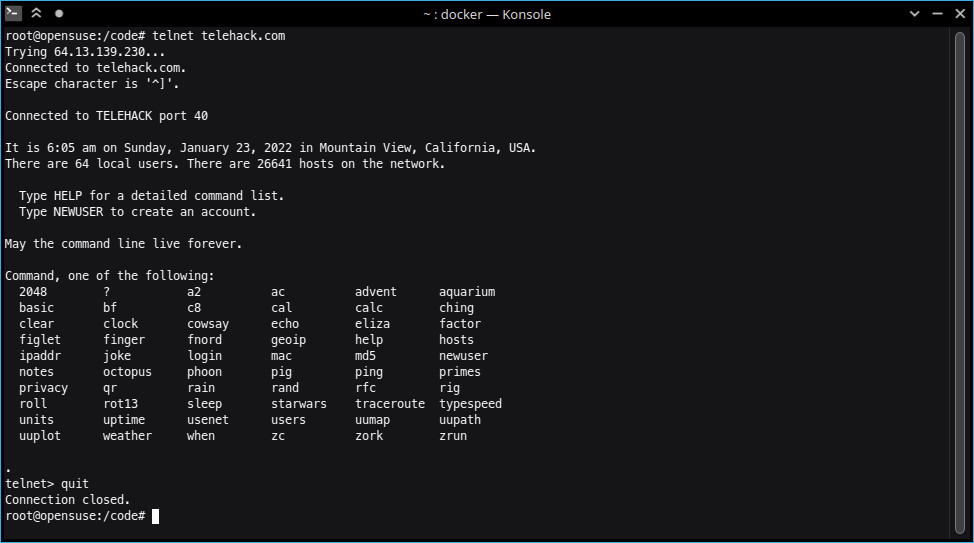 ~ : docker — Konsole
root@opensuse:/code# telnet telehack.com
Trying 64.13.139.230...
Connected to telehack.com.
Escape character is '^]'.

Connected to TELEHACK port 40

It is 6:05 am on Sunday, January 23, 2022 in Mountain View, California, USA.
There are 64 local users. There are 26641 hosts on the network.

  Type HELP for a detailed command list.
  Type NEWUSER to create an account.

May the command line live forever.

Command, one of the following:
  2048        ?           a2          ac          advent      aquarium
  basic       bf          c8          cal         calc        ching
  clear       clock       cowsay      echo        eliza       factor
  figlet      finger      fnord       geoip       help        hosts
  ipaddr      joke        login       mac         md5         newuser
  notes       octopus     phoon       pig         ping        primes
  privacy     qr          rain        rand        rfc         rig
  roll        rot13       sleep       starwars    traceroute  typespeed
  units       uptime      usenet      users       uumap       uupath
  uuplot      weather     when        zc          zork        zrun

.
telnet> quit
Connection closed.
root@opensuse:/code#